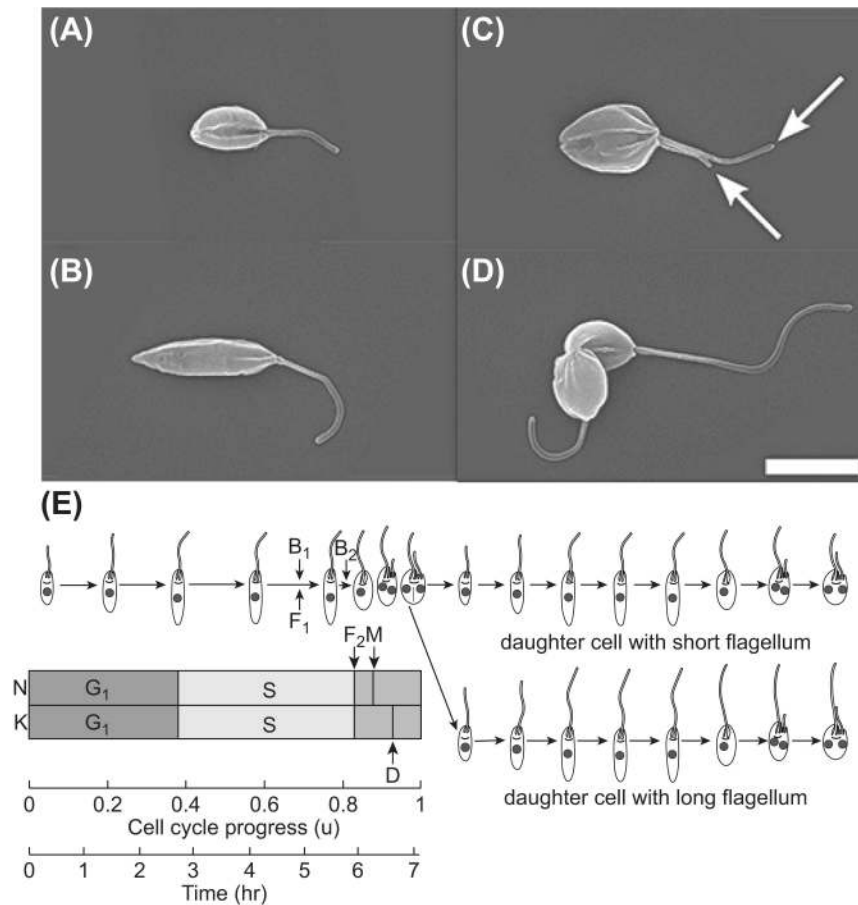 (A)
(C)
(B)
(D)
(E)
B₁ B₂
F₁
F₂M
daughter cell with short flagellum
N G₁ S
K G₁ S
D
daughter cell with long flagellum
0 0.2 0.4 0.6 0.8 1
Cell cycle progress (u)
0 1 2 3 4 5 6 7
Time (hr)